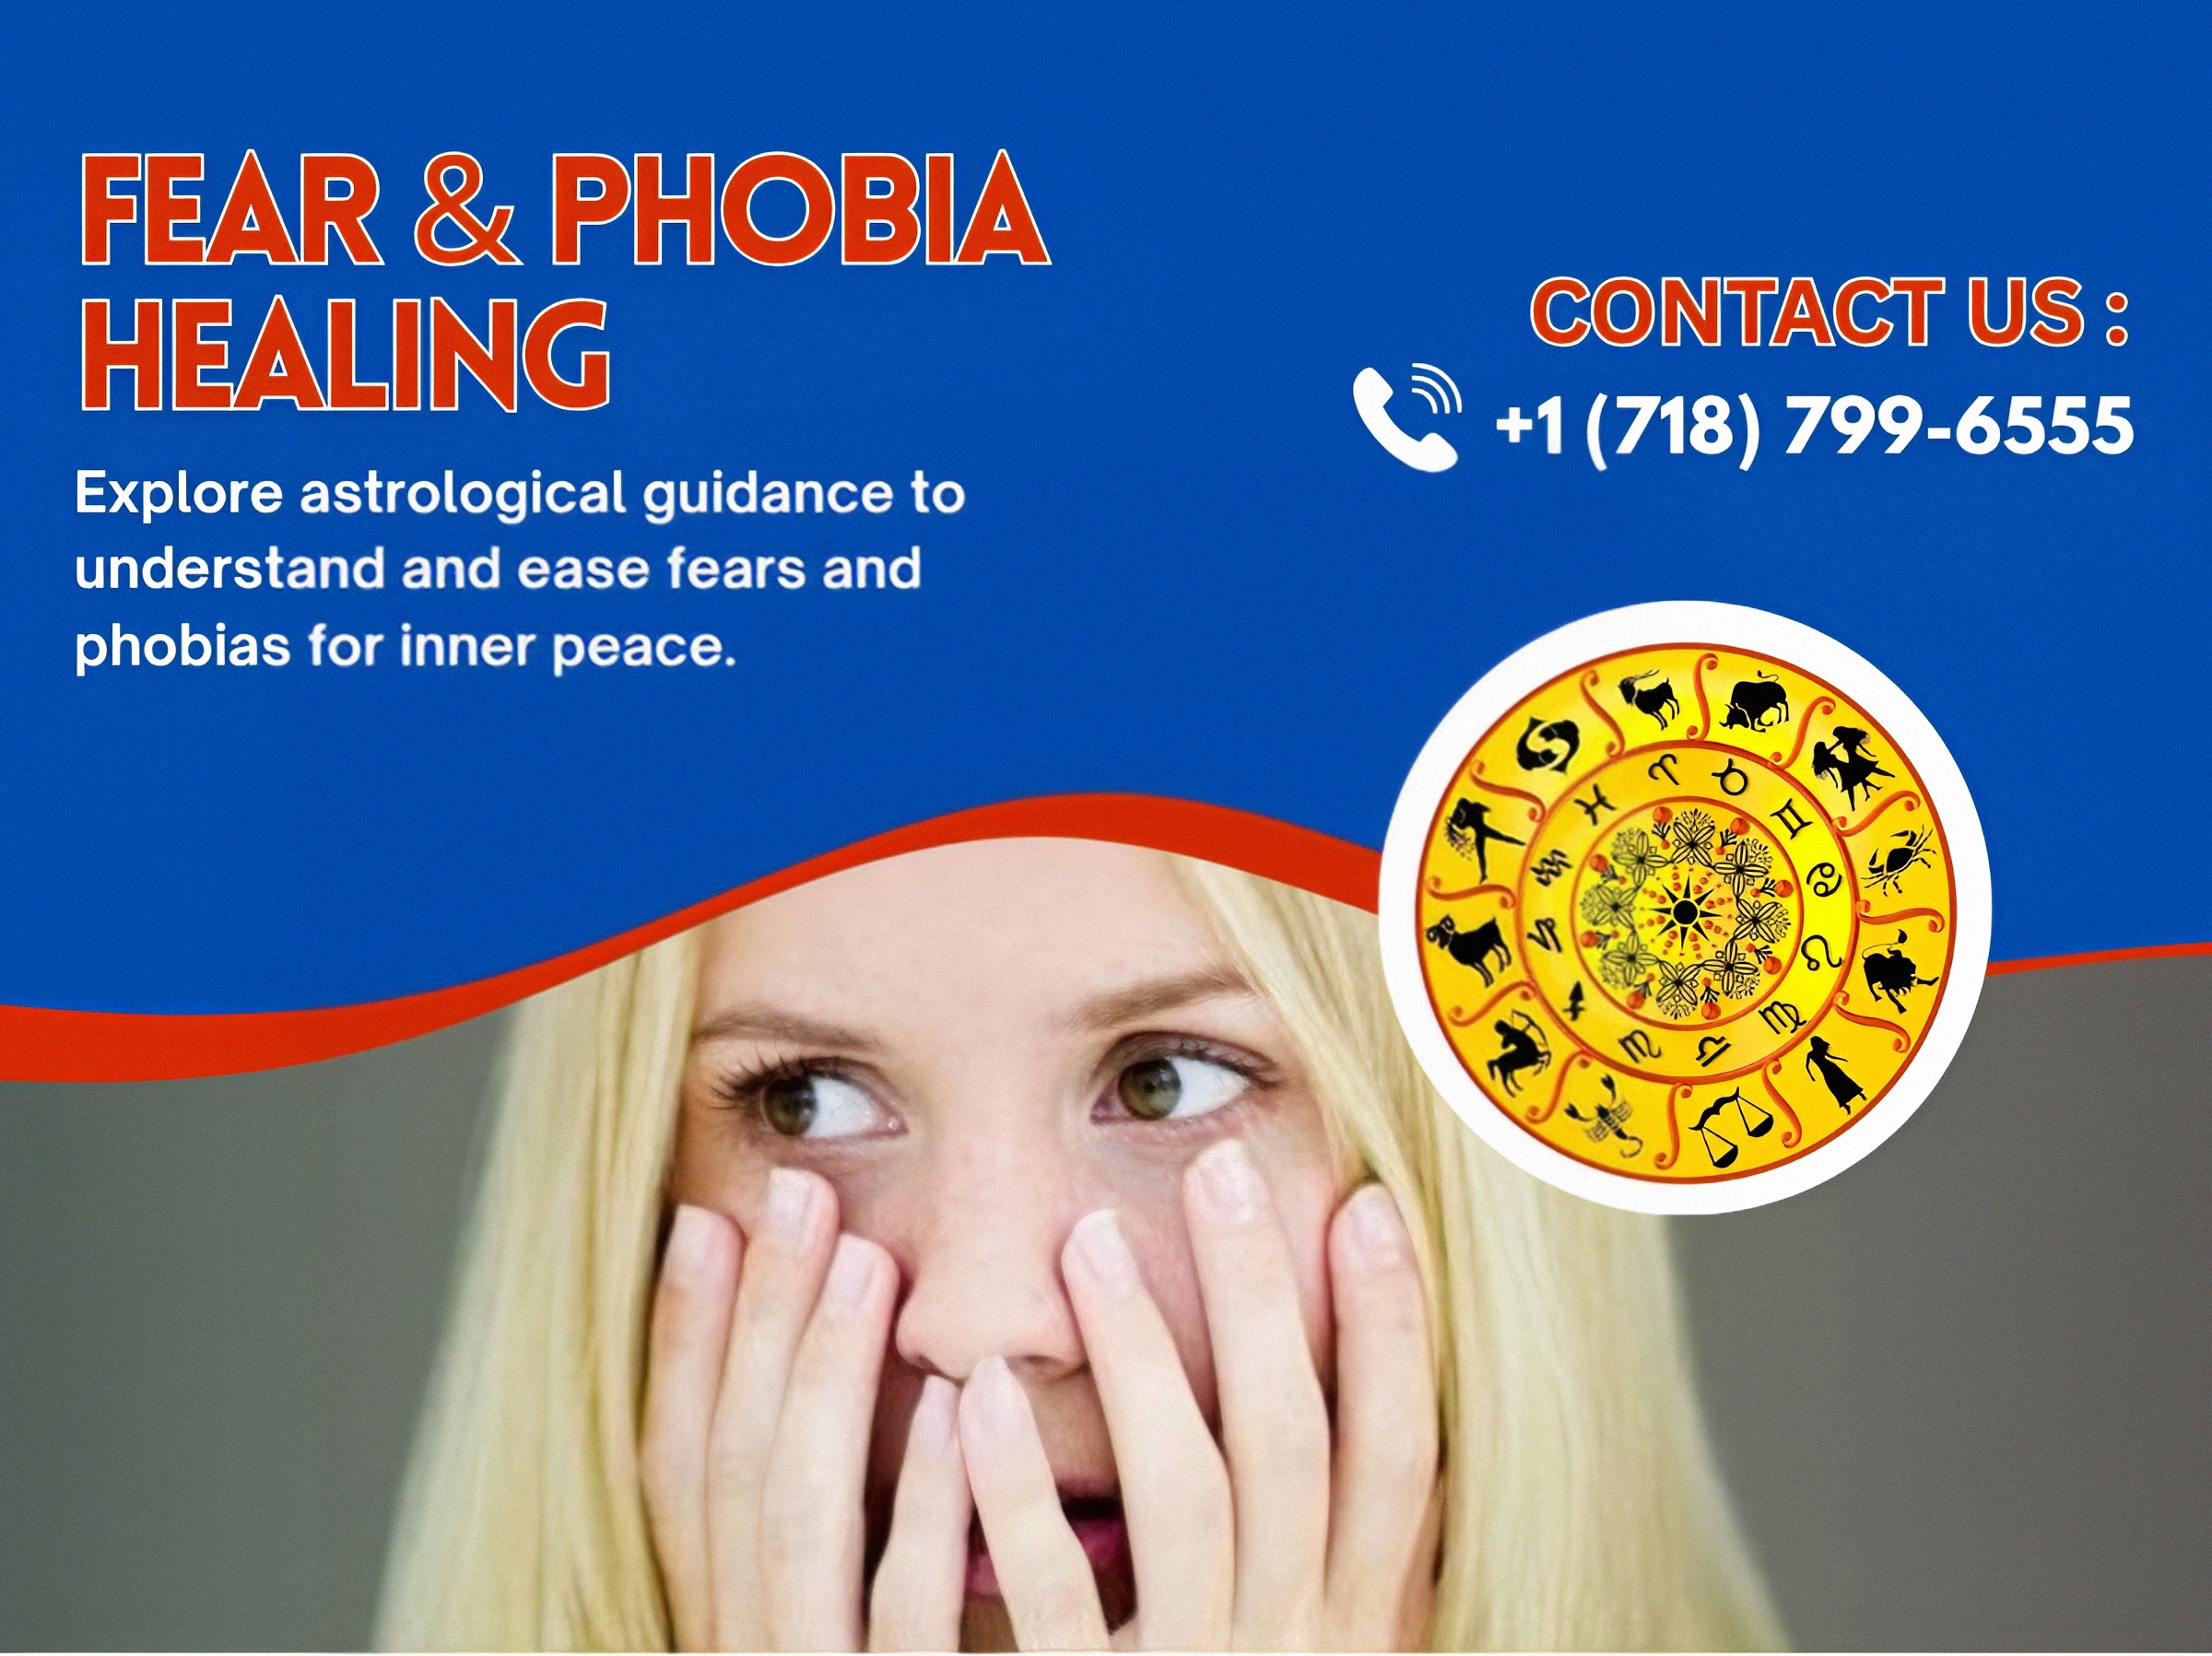 FEAR & PHOBIA
HEALING
Explore astrological guidance to
understand and ease fears and
phobias for inner peace.
CONTACT US :
+1 (718) 799-6555